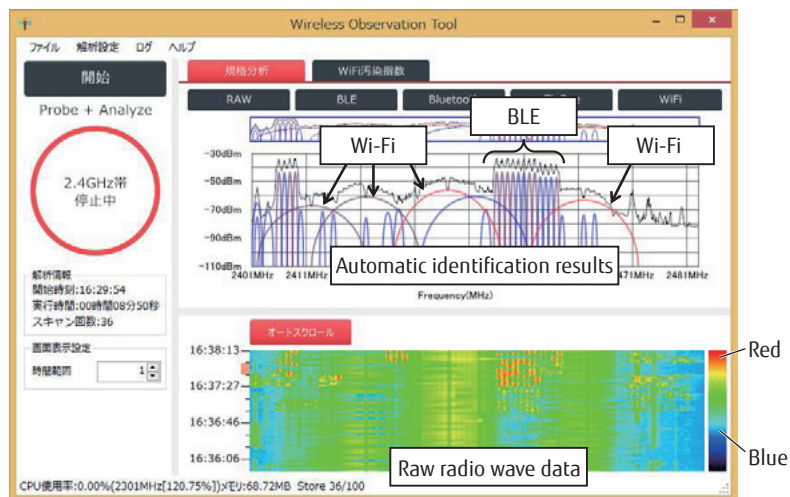 Wireless Observation Tool
ファイル 解析設定 ログ ヘルプ
開始
Probe + Analyze
2.4GHz帯
停止中
解析情報
開始時刻:16:29:54
実行時間:00時間08分50秒
スキャン回数:36
画面表示設定
時間範囲 1
規格分析 WiFi汚染指数
RAW BLE Bluetoo WiFi
BLE
Wi-Fi
Wi-Fi
-30dBm
-50dBm
-70dBm
-90dBm
-110dBm
Automatic identification results
2401MHz 2411MHz 471MHz 2481MHz
Frequency(MHz)
オートスクロール
16:38:13
16:37:27
16:36:46
16:36:06
Red
Blue
Raw radio wave data
CPU使用率:0.00%(2301MHz[120.75%])メモリ:68.72MB Store 36/100